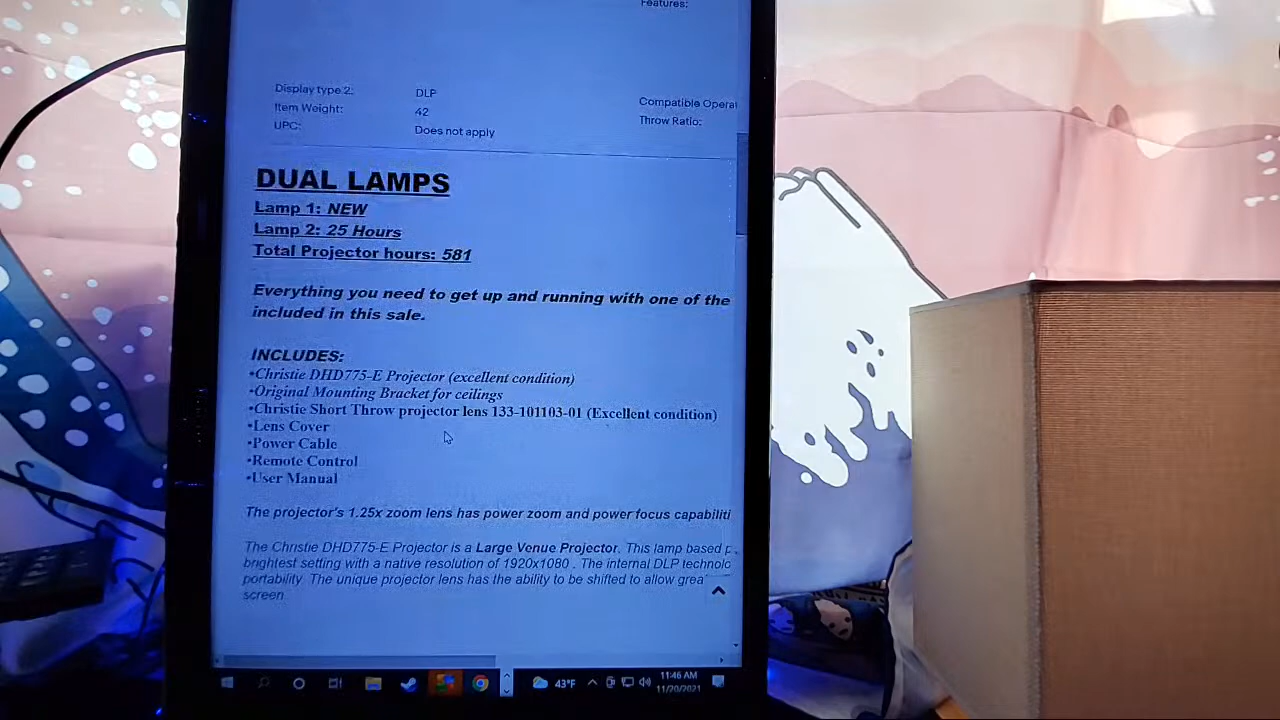 Features:
Display type 2: DLP
Item Weight: 42 Compatible Opera
UPC: Does not apply Throw Ratio:
DUAL LAMPS
Lamp 1: NEW
Lamp 2: 25 Hours
Total Projector hours: 581
Everything you need to get up and running with one of the
included in this sale.
INCLUDES:
•Christie DHD775-E Projector (excellent condition)
•Original Mounting Bracket for ceilings
•Christie Short Throw projector lens 133-101103-01 (Excellent condition)
•Lens Cover
•Power Cable
•Remote Control
•User Manual
The projector's 1.25x zoom lens has power zoom and power focus capabiliti
The Christie DHD775-E Projector is a Large Venue Projector. This lamp based p
brightest setting with a native resolution of 1920x1080 . The internal DLP technolo
portability. The unique projector lens has the ability to be shifted to allow grea
screen
43°F
11:46 AM
11/20/2021